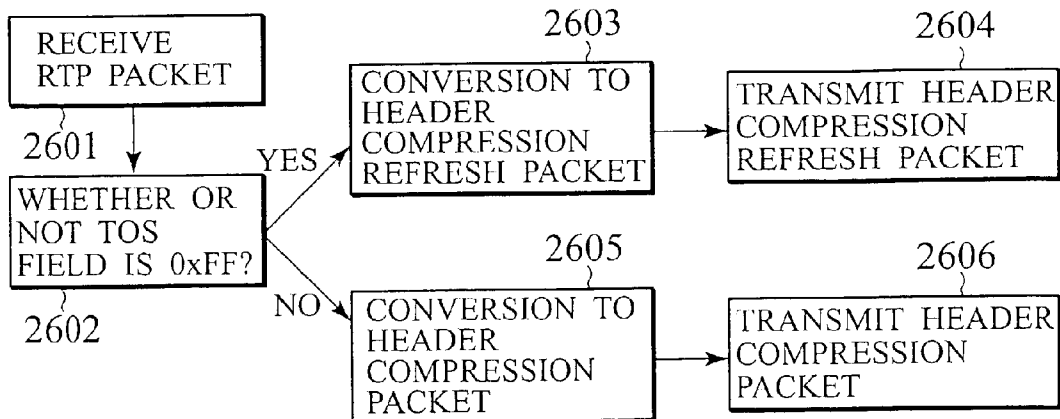 RECEIVE
RTP PACKET
2601
WHETHER OR
NOT TOS
FIELD IS 0xFF?
2602
YES
2603
CONVERSION TO
HEADER
COMPRESSION
REFRESH PACKET
2604
TRANSMIT HEADER
COMPRESSION
REFRESH PACKET
NO
2605
CONVERSION TO
HEADER
COMPRESSION
PACKET
2606
TRANSMIT HEADER
COMPRESSION
PACKET